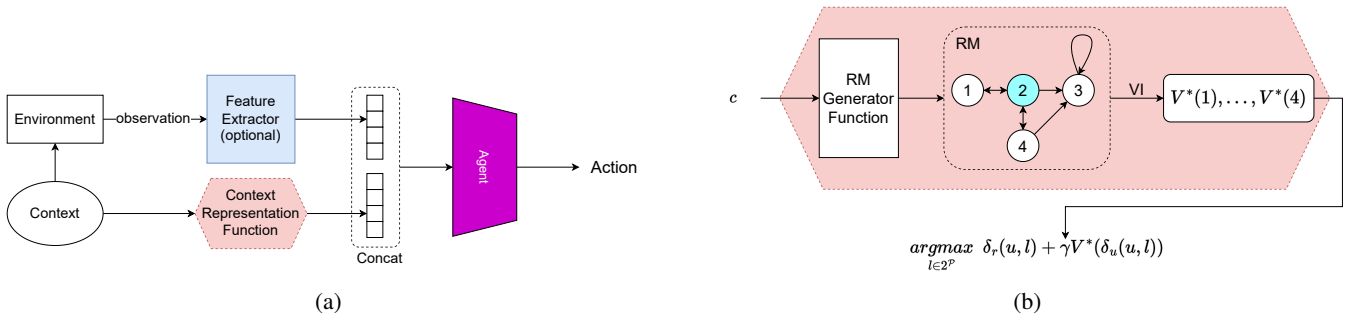 Environment
observation
Feature
Extractor
(optional)
Context
Context
Representation
Function
Concat
Agent
Action
(a)
c
RM
Generator
Function
RM
1
2
3
4
VI
V*(1), . . . , V*(4)
argmax δr(u, l) + γV*(δu(u, l))
l∈2^𝒫
(b)